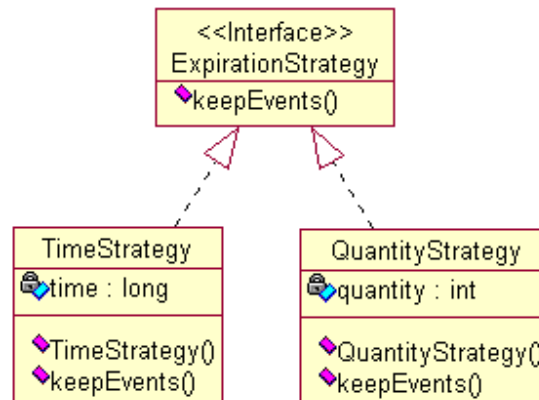 <<Interface>>
ExpirationStrategy
keepEvents()
TimeStrategy
time : long
TimeStrategy()
keepEvents()
QuantityStrategy
quantity : int
QuantityStrategy()
keepEvents()